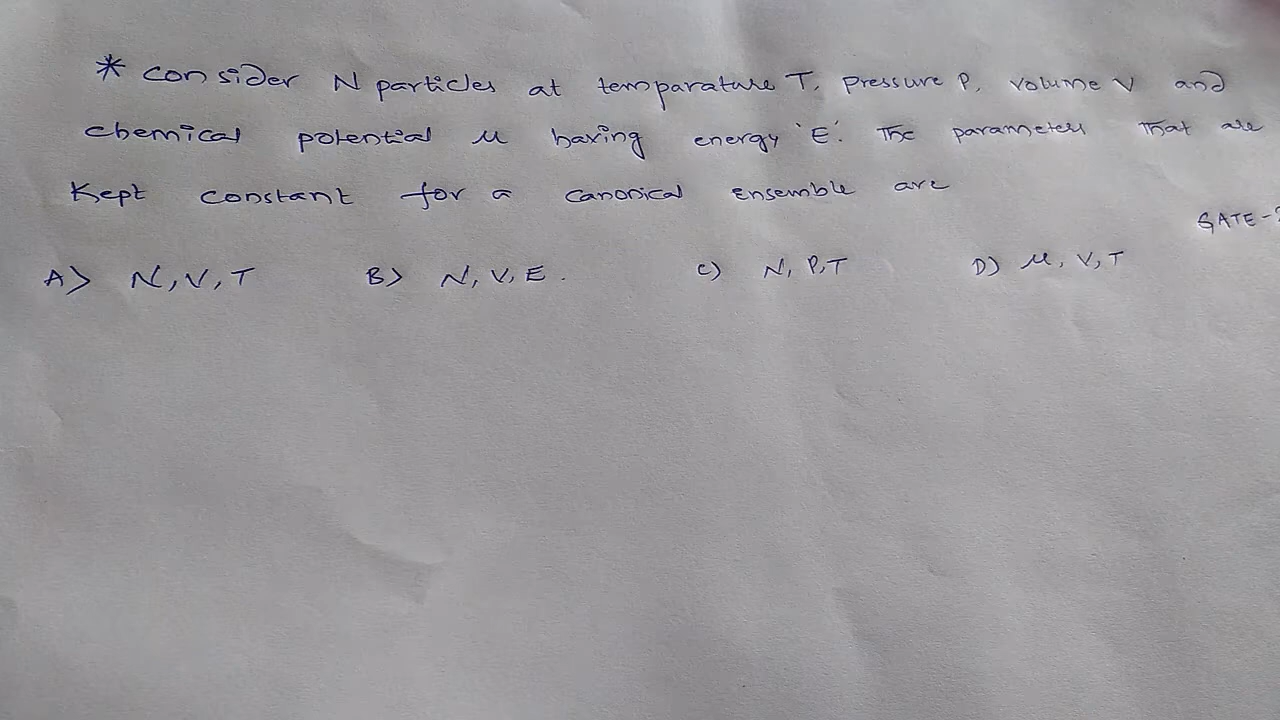 * Consider N particles at temparature T, pressure P, volume V and
chemical potential μ having energy 'E'. The parameters that are
Kept constant for a canonical ensemble are
GATE-
A) N, V, T B) N, V, E. C) N, P, T D) μ, V, T